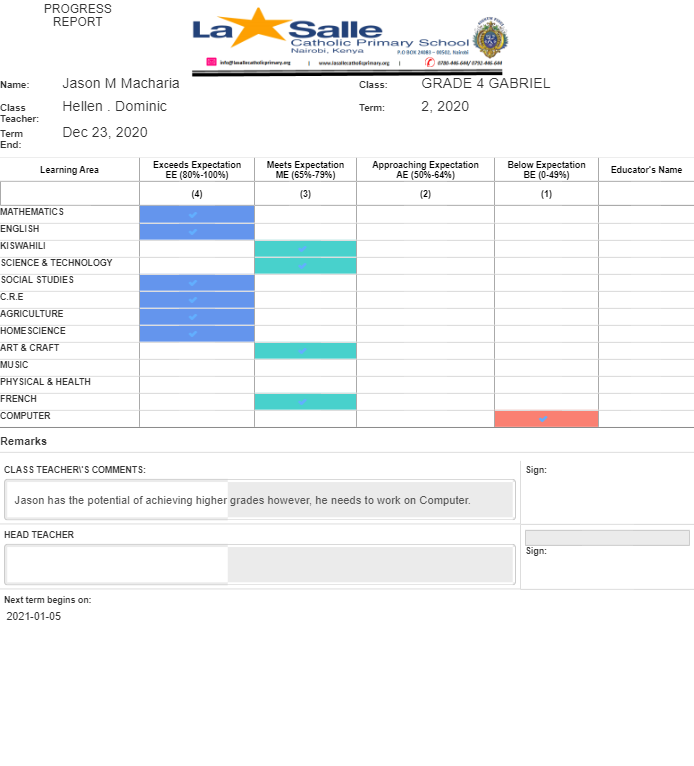 PROGRESS
REPORT
La Salle
Catholic Primary School
Nairobi, Kenya
P.O BOX 24083 - 00502, Nairobi
info@lasallecatholicprimary.org | www.lasallecatholicprimary.org | 0780-446-644/ 0792-446-644
Name: Jason M Macharia Class: GRADE 4 GABRIEL
Class Teacher: Hellen . Dominic Term: 2, 2020
Term End: Dec 23, 2020
Learning Area Exceeds Expectation EE (80%-100%) Meets Expectation ME (65%-79%) Approaching Expectation AE (50%-64%) Below Expectation BE (0-49%) Educator's Name
(4) (3) (2) (1)
MATHEMATICS
ENGLISH
KISWAHILI
SCIENCE & TECHNOLOGY
SOCIAL STUDIES
C.R.E
AGRICULTURE
HOMESCIENCE
ART & CRAFT
MUSIC
PHYSICAL & HEALTH
FRENCH
COMPUTER
Remarks
CLASS TEACHER\'S COMMENTS: Sign:
Jason has the potential of achieving higher grades however, he needs to work on Computer.
HEAD TEACHER
Sign:
Next term begins on:
2021-01-05